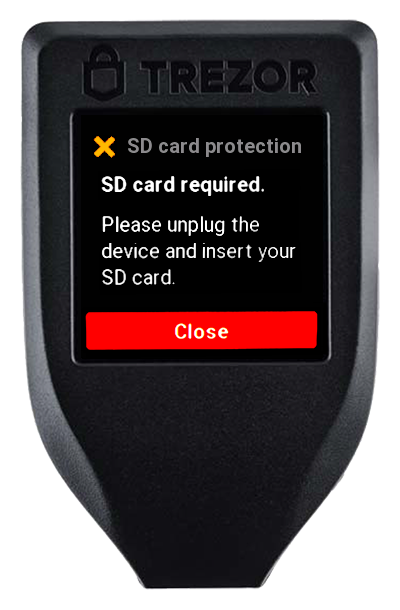 TREZOR
SD card protection
SD card required.
Please unplug the
device and insert your
SD card.
Close